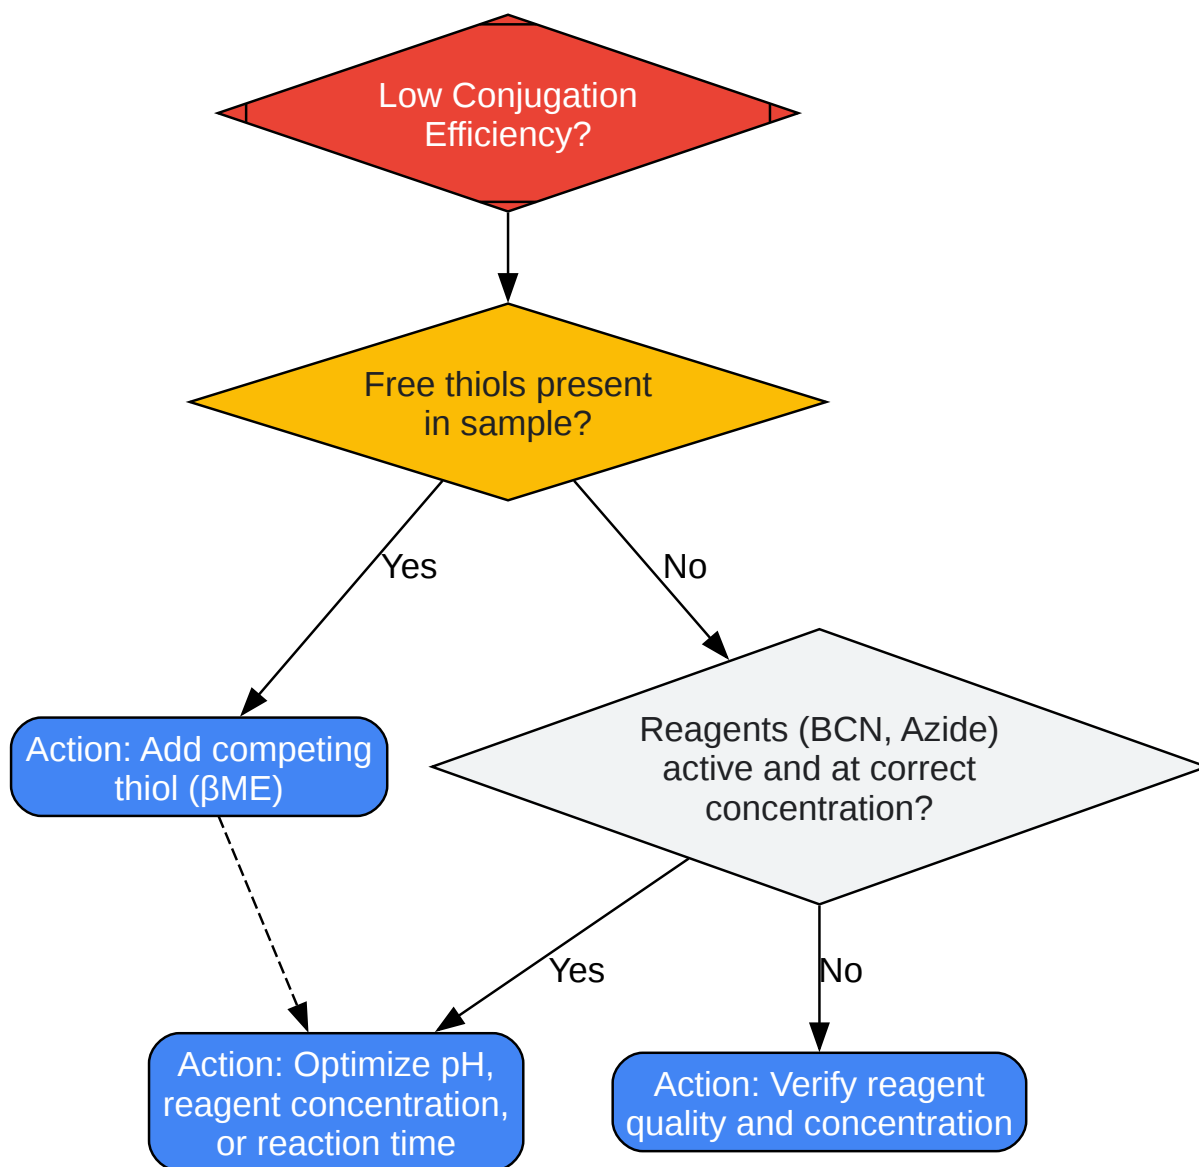 Low Conjugation
Efficiency?
Free thiols present
in sample?
Yes
No
Reagents (BCN, Azide)
active and at correct
concentration?
Action: Add competing
thiol (βME)
Yes
No
Action: Optimize pH,
reagent concentration,
or reaction time
Action: Verify reagent
quality and concentration